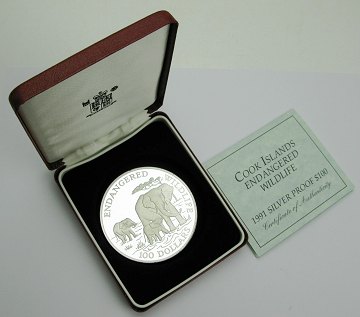 ENDANGERED WILDLIFE
100 DOLLARS
COOK ISLANDS
ENDANGERED
WILDLIFE
1991 SILVER PROOF $100
Certificate of Authenticity